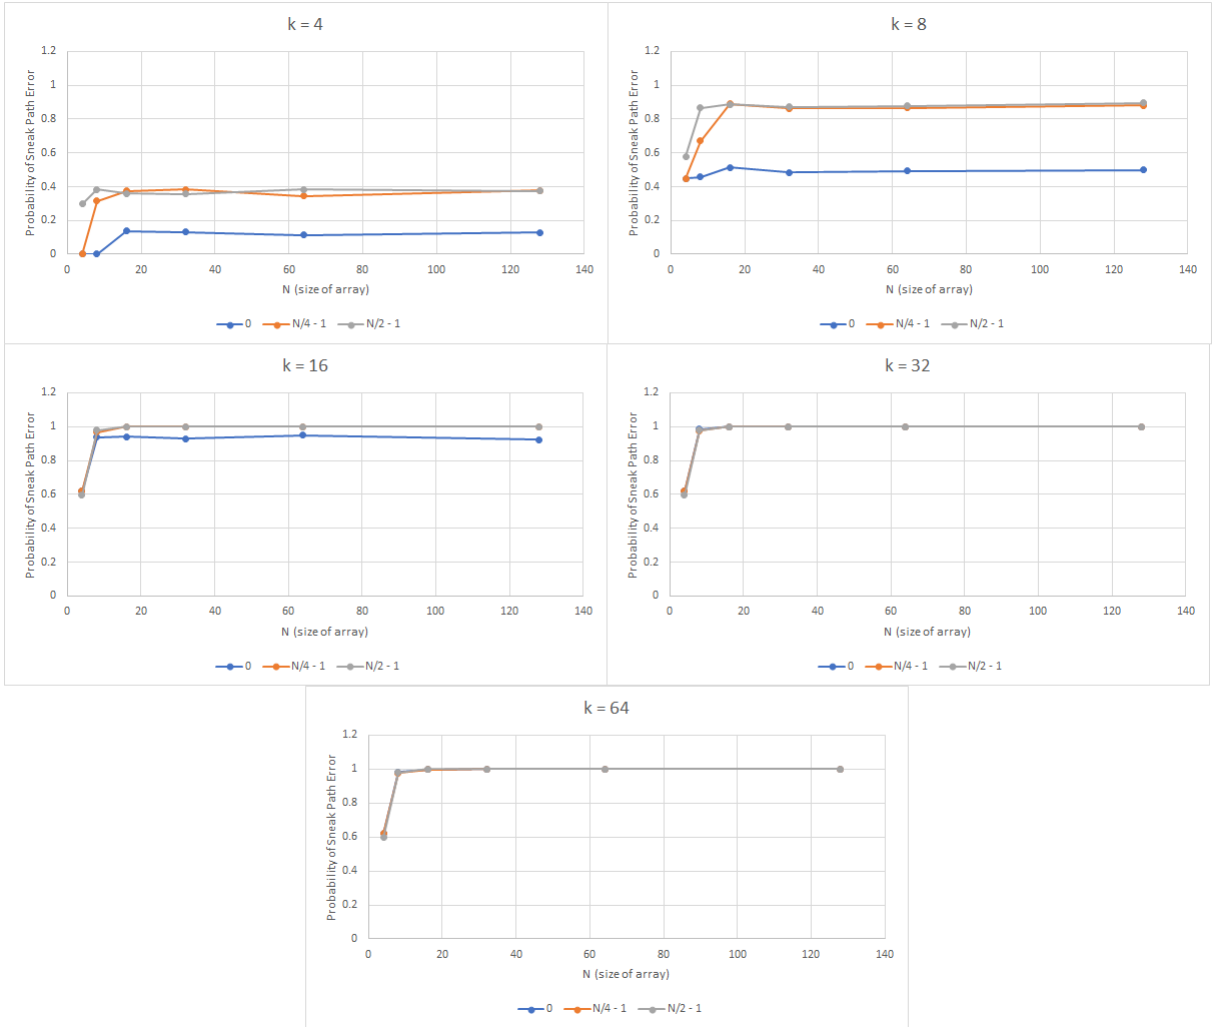 k = 4
Probability of Sneak Path Error
1.2
1
0.8
0.6
0.4
0.2
0
0 20 40 60 80 100 120 140
N (size of array)
0 N/4 - 1 N/2 - 1
k = 8
Probability of Sneak Path Error
1.2
1
0.8
0.6
0.4
0.2
0
0 20 40 60 80 100 120 140
N (size of array)
0 N/4 - 1 N/2 - 1
k = 16
Probability of Sneak Path Error
1.2
1
0.8
0.6
0.4
0.2
0
0 20 40 60 80 100 120 140
N (size of array)
0 N/4 - 1 N/2 - 1
k = 32
Probability of Sneak Path Error
1.2
1
0.8
0.6
0.4
0.2
0
0 20 40 60 80 100 120 140
N (size of array)
0 N/4 - 1 N/2 - 1
k = 64
Probability of Sneak Path Error
1.2
1
0.8
0.6
0.4
0.2
0
0 20 40 60 80 100 120 140
N (size of array)
0 N/4 - 1 N/2 - 1